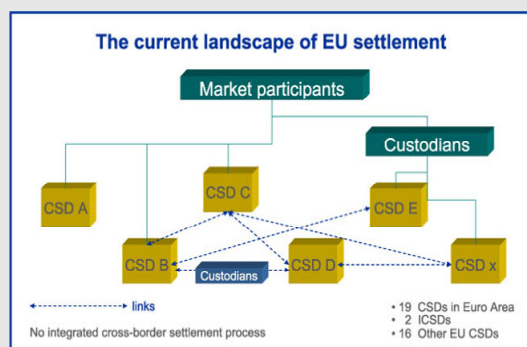 The current landscape of EU settlement
Market participants
Custodians
CSD C
CSD A
CSD E
CSD B
Custodians
CSD D
CSD x
links
No integrated cross-border settlement process
• 19 CSDs in Euro Area
• 2 ICSDs
• 16 Other EU CSDs